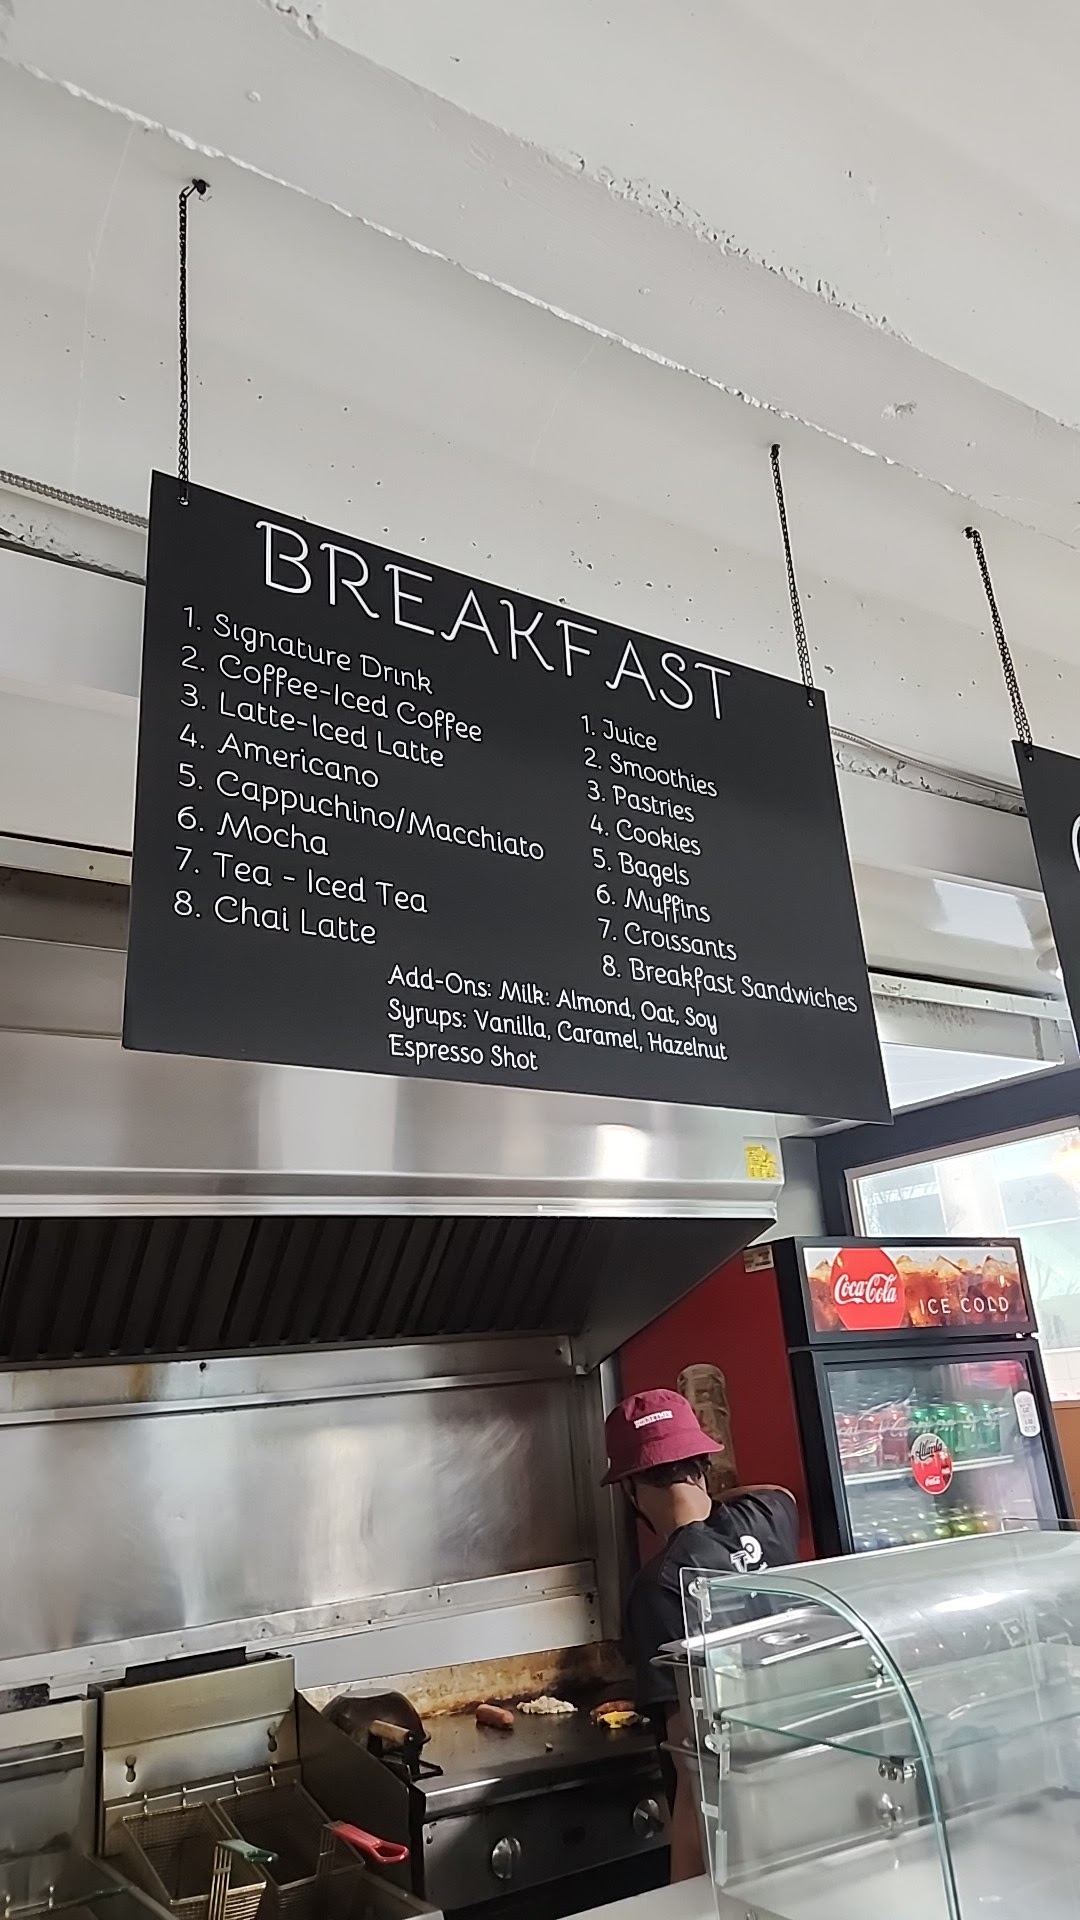 BREAKFAST
1. Signature Drink
2. Coffee-Iced Coffee
3. Latte-Iced Latte
4. Americano
5. Cappuchino/Macchiato
6. Mocha
7. Tea - Iced Tea
8. Chai Latte
1. Juice
2. Smoothies
3. Pastries
4. Cookies
5. Bagels
6. Muffins
7. Croissants
8. Breakfast Sandwiches
Add-Ons: Milk: Almond, Oat, Soy
Syrups: Vanilla, Caramel, Hazelnut
Espresso Shot
Coca-Cola
ICE COLD
Atlanta